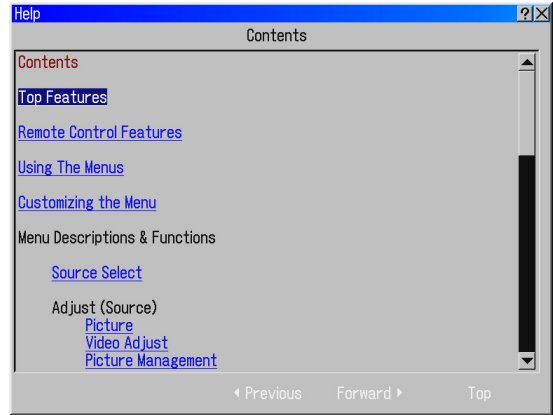 Help
Contents
Contents
Top Features
Remote Control Features
Using The Menus
Customizing the Menu
Menu Descriptions & Functions
Source Select
Adjust (Source)
Picture
Video Adjust
Picture Management
Previous Forward Top